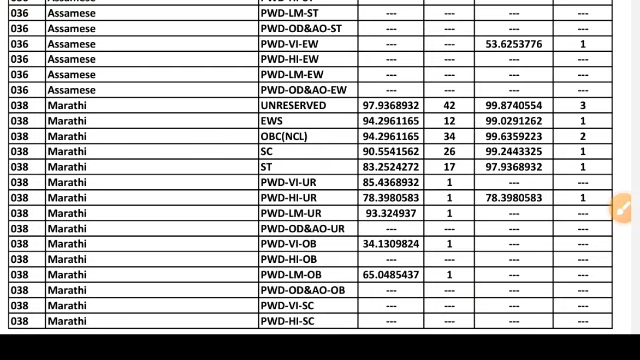 036 Assamese PWD-LM-ST --- --- --- ---
036 Assamese PWD-OD&AO-ST --- --- --- ---
036 Assamese PWD-VI-EW --- --- 53.6253776 1
036 Assamese PWD-HI-EW --- --- --- ---
036 Assamese PWD-LM-EW --- --- --- ---
036 Assamese PWD-OD&AO-EW --- --- --- ---
038 Marathi UNRESERVED 97.9368932 42 99.8740554 3
038 Marathi EWS 94.2961165 12 99.0291262 1
038 Marathi OBC(NCL) 94.2961165 34 99.6359223 2
038 Marathi SC 90.5541562 26 99.2443325 1
038 Marathi ST 83.2524272 17 97.9368932 1
038 Marathi PWD-VI-UR 85.4368932 1 --- ---
038 Marathi PWD-HI-UR 78.3980583 1 78.3980583 1
038 Marathi PWD-LM-UR 93.324937 1 --- ---
038 Marathi PWD-OD&AO-UR --- --- --- ---
038 Marathi PWD-VI-OB 34.1309824 1 --- ---
038 Marathi PWD-HI-OB --- --- --- ---
038 Marathi PWD-LM-OB 65.0485437 1 --- ---
038 Marathi PWD-OD&AO-OB --- --- --- ---
038 Marathi PWD-VI-SC --- --- --- ---
038 Marathi PWD-HI-SC --- --- --- ---